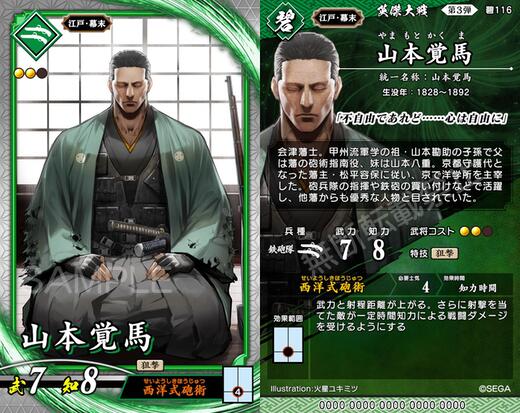 江戸・幕末
SAMPLE
山本覚馬
狙撃
武7 知8
せいようしきほうじゅつ
西洋式砲術
4
碧
英傑大戦 第3弾 碧116
江戸・幕末
やまもとかくま
山本覚馬
統一名称:山本覚馬
生没年:1828~1892
「不自由であれど……心は自由に」
会津藩士。甲州流軍学の祖・山本勘助の子孫で父
は藩の砲術指南役、妹は山本八重。京都守護代と
なった藩主・松平容保に従い、京で洋学所を主宰
した。砲兵隊の指揮や鉄砲の買い付けなどで活躍
し、他藩からも優秀な人物と目されていた。
兵種 武力 知力 武将コスト
鉄砲隊 7 8 特技 狙撃
せいようしきほうじゅつ 必要士気 効果時間
西洋式砲術 4 知力時間
効果範囲
武力と射程距離が上がる。さらに射撃を当
てた敵が一定時間知力による戦闘ダメージ
を受けるようにする
Illustration:火星ユキミツ ©SEGA
0000-0000-0000-0000-0000